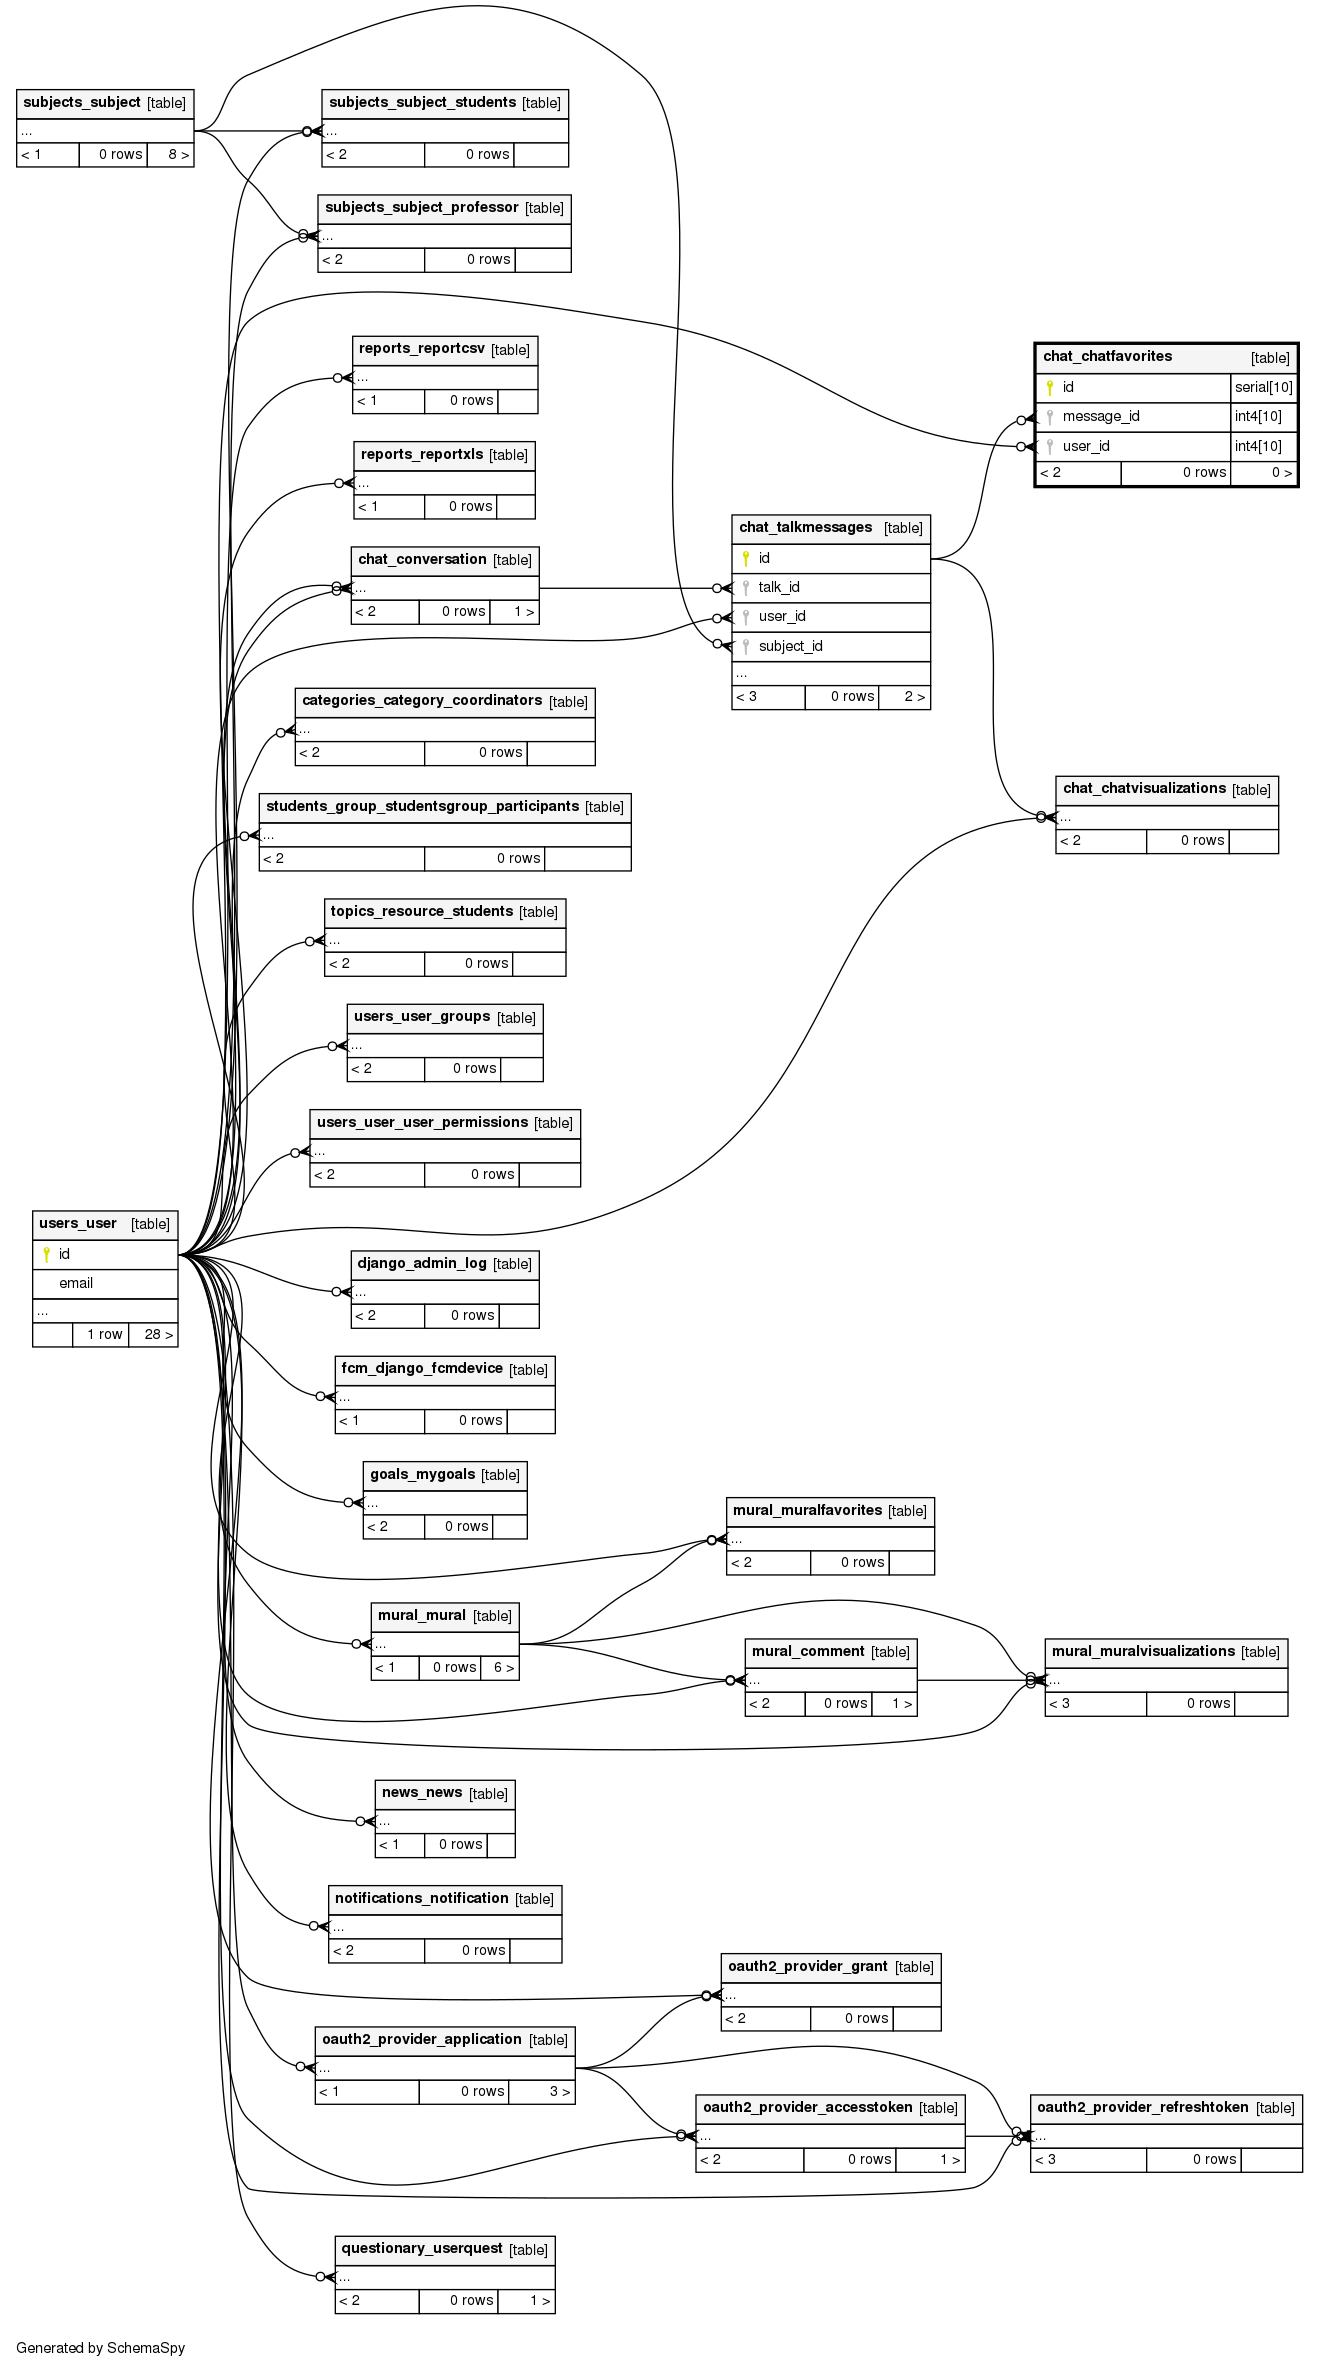 subjects_subject [table]
...
< 1 0 rows 8 >
subjects_subject_students [table]
...
< 2 0 rows
subjects_subject_professor [table]
...
< 2 0 rows
reports_reportcsv [table]
...
< 1 0 rows
chat_chatfavorites [table]
id serial[10]
message_id int4[10]
user_id int4[10]
< 2 0 rows 0 >
reports_reportxls [table]
...
< 1 0 rows
chat_talkmessages [table]
id
talk_id
user_id
subject_id
...
< 3 0 rows 2 >
chat_conversation [table]
...
< 2 0 rows 1 >
categories_category_coordinators [table]
...
< 2 0 rows
chat_chatvisualizations [table]
...
< 2 0 rows
students_group_studentsgroup_participants [table]
...
< 2 0 rows
topics_resource_students [table]
...
< 2 0 rows
users_user_groups [table]
...
< 2 0 rows
users_user_user_permissions [table]
...
< 2 0 rows
users_user [table]
id
email
...
1 row 28 >
django_admin_log [table]
...
< 2 0 rows
fcm_django_fcmdevice [table]
...
< 1 0 rows
goals_mygoals [table]
...
< 2 0 rows
mural_muralfavorites [table]
...
< 2 0 rows
mural_mural [table]
...
< 1 0 rows 6 >
mural_comment [table]
...
< 2 0 rows 1 >
mural_muralvisualizations [table]
...
< 3 0 rows
news_news [table]
...
< 1 0 rows
notifications_notification [table]
...
< 2 0 rows
oauth2_provider_grant [table]
...
< 2 0 rows
oauth2_provider_application [table]
...
< 1 0 rows 3 >
oauth2_provider_accesstoken [table]
...
< 2 0 rows 1 >
oauth2_provider_refreshtoken [table]
...
< 3 0 rows
questionary_userquest [table]
...
< 2 0 rows 1 >
Generated by SchemaSpy